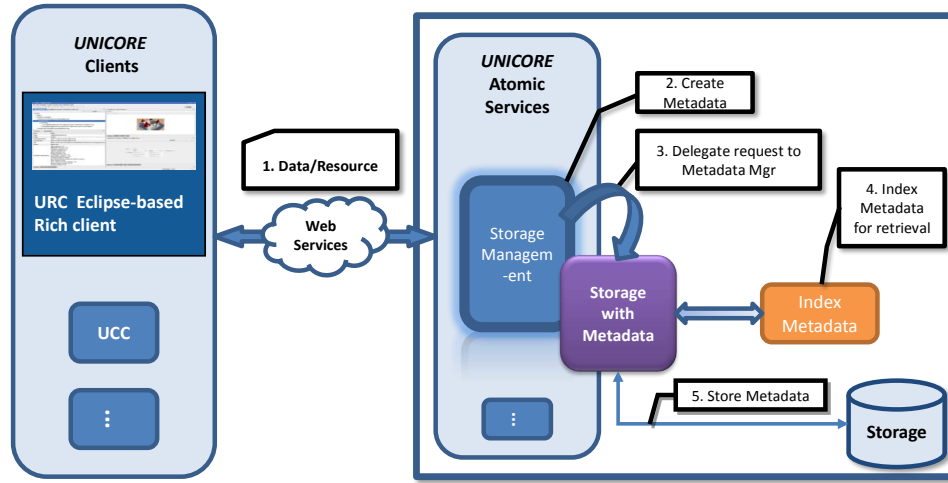 UNICORE
Clients
URC Eclipse-based
Rich client
UCC
...
1. Data/Resource
Web
Services
UNICORE
Atomic
Services
Storage
Managem
-ent
...
2. Create
Metadata
3. Delegate request to
Metadata Mgr
4. Index
Metadata
for retrieval
Storage
with
Metadata
Index
Metadata
5. Store Metadata
Storage